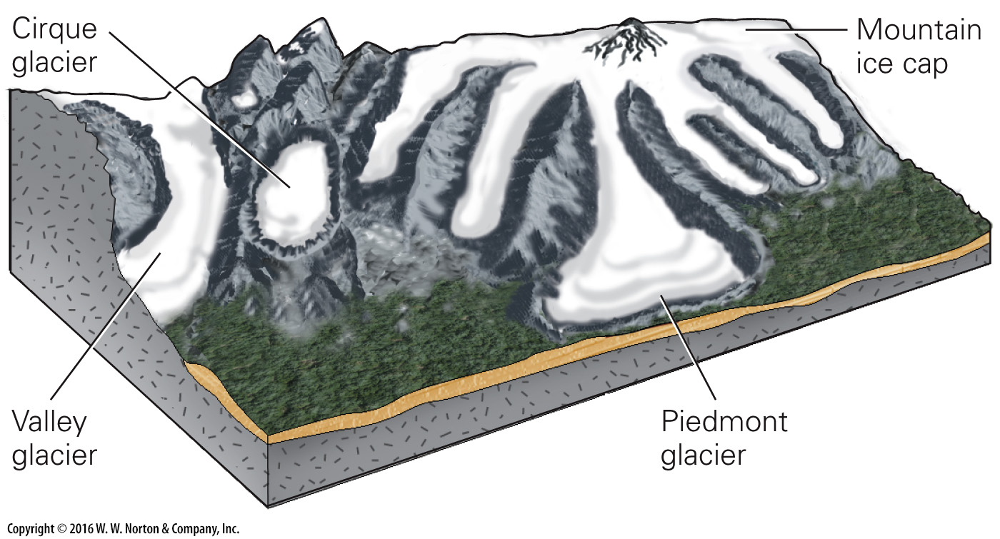 Cirque
glacier
Mountain
ice cap
Valley
glacier
Piedmont
glacier
Copyright © 2016 W. W. Norton & Company, Inc.